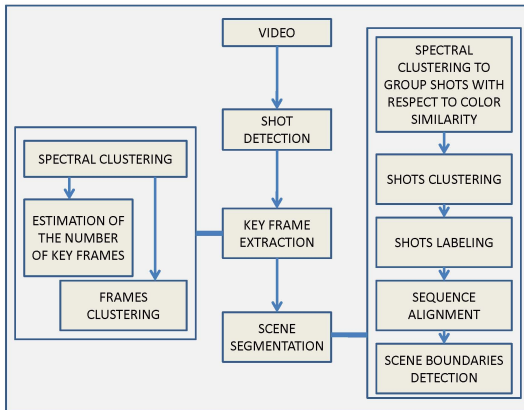 VIDEO
SHOT
DETECTION
KEY FRAME
EXTRACTION
SCENE
SEGMENTATION
SPECTRAL CLUSTERING
ESTIMATION OF
THE NUMBER
OF KEY FRAMES
FRAMES
CLUSTERING
SPECTRAL
CLUSTERING TO
GROUP SHOTS WITH
RESPECT TO COLOR
SIMILARITY
SHOTS CLUSTERING
SHOTS LABELING
SEQUENCE
ALIGNMENT
SCENE BOUNDARIES
DETECTION